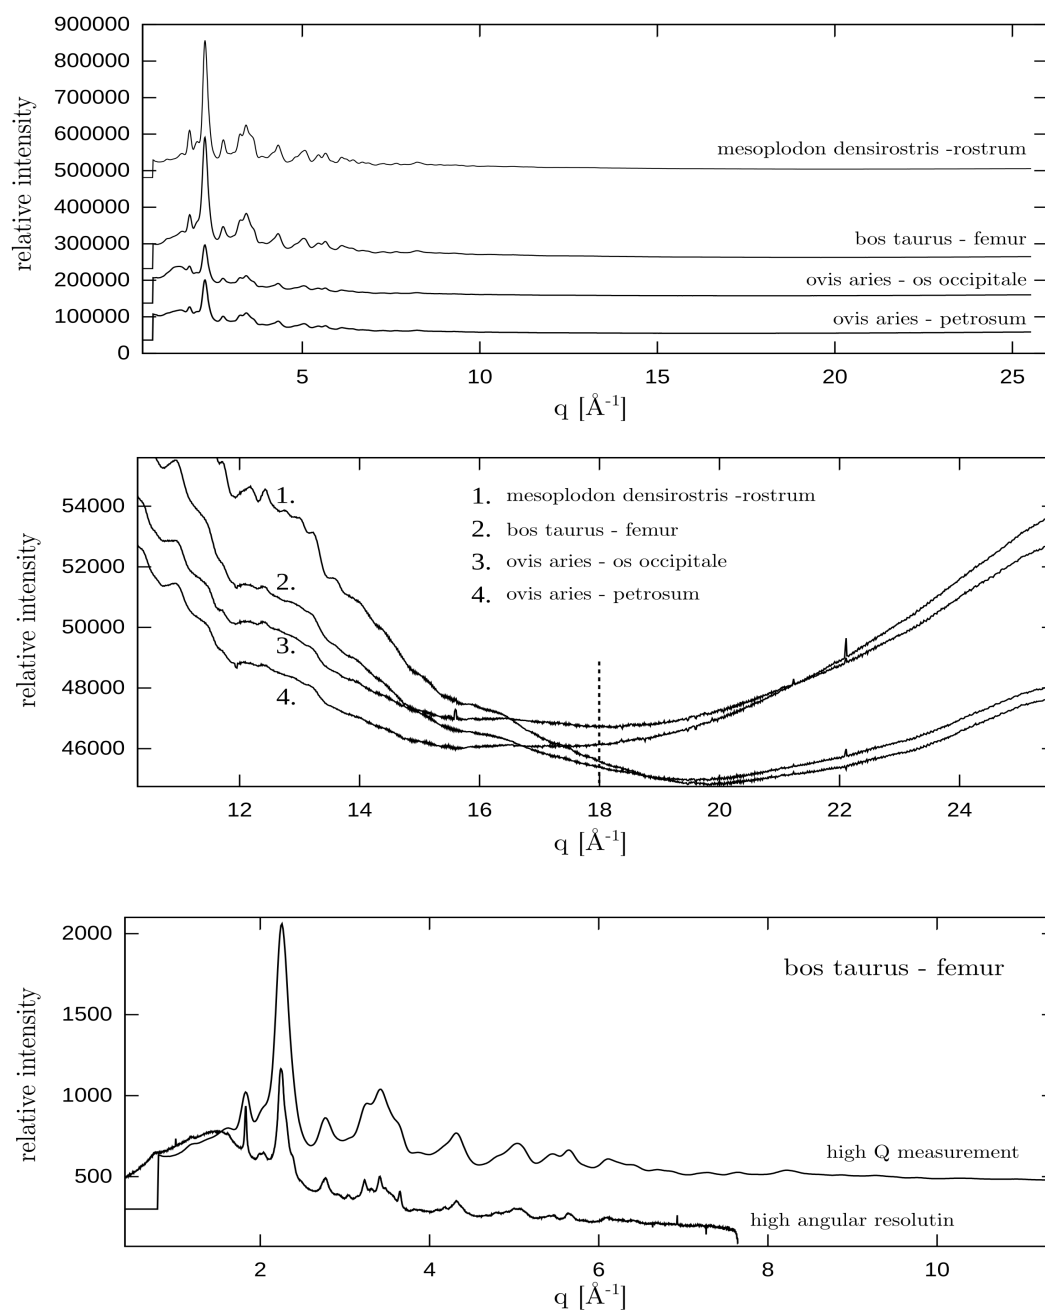 900000
800000
700000
600000
500000
400000
300000
200000
100000
0
relative intensity
mesoplodon densirostris -rostrum
bos taurus - femur
ovis aries - os occipitale
ovis aries - petrosum
5 10 15 20 25
q [Å-1]
54000
52000
50000
48000
46000
relative intensity
1.
2.
3.
4.
1. mesoplodon densirostris -rostrum
2. bos taurus - femur
3. ovis aries - os occipitale
4. ovis aries - petrosum
12 14 16 18 20 22 24
q [Å-1]
2000
1500
1000
500
relative intensity
bos taurus - femur
high Q measurement
high angular resolutin
2 4 6 8 10
q [Å-1]